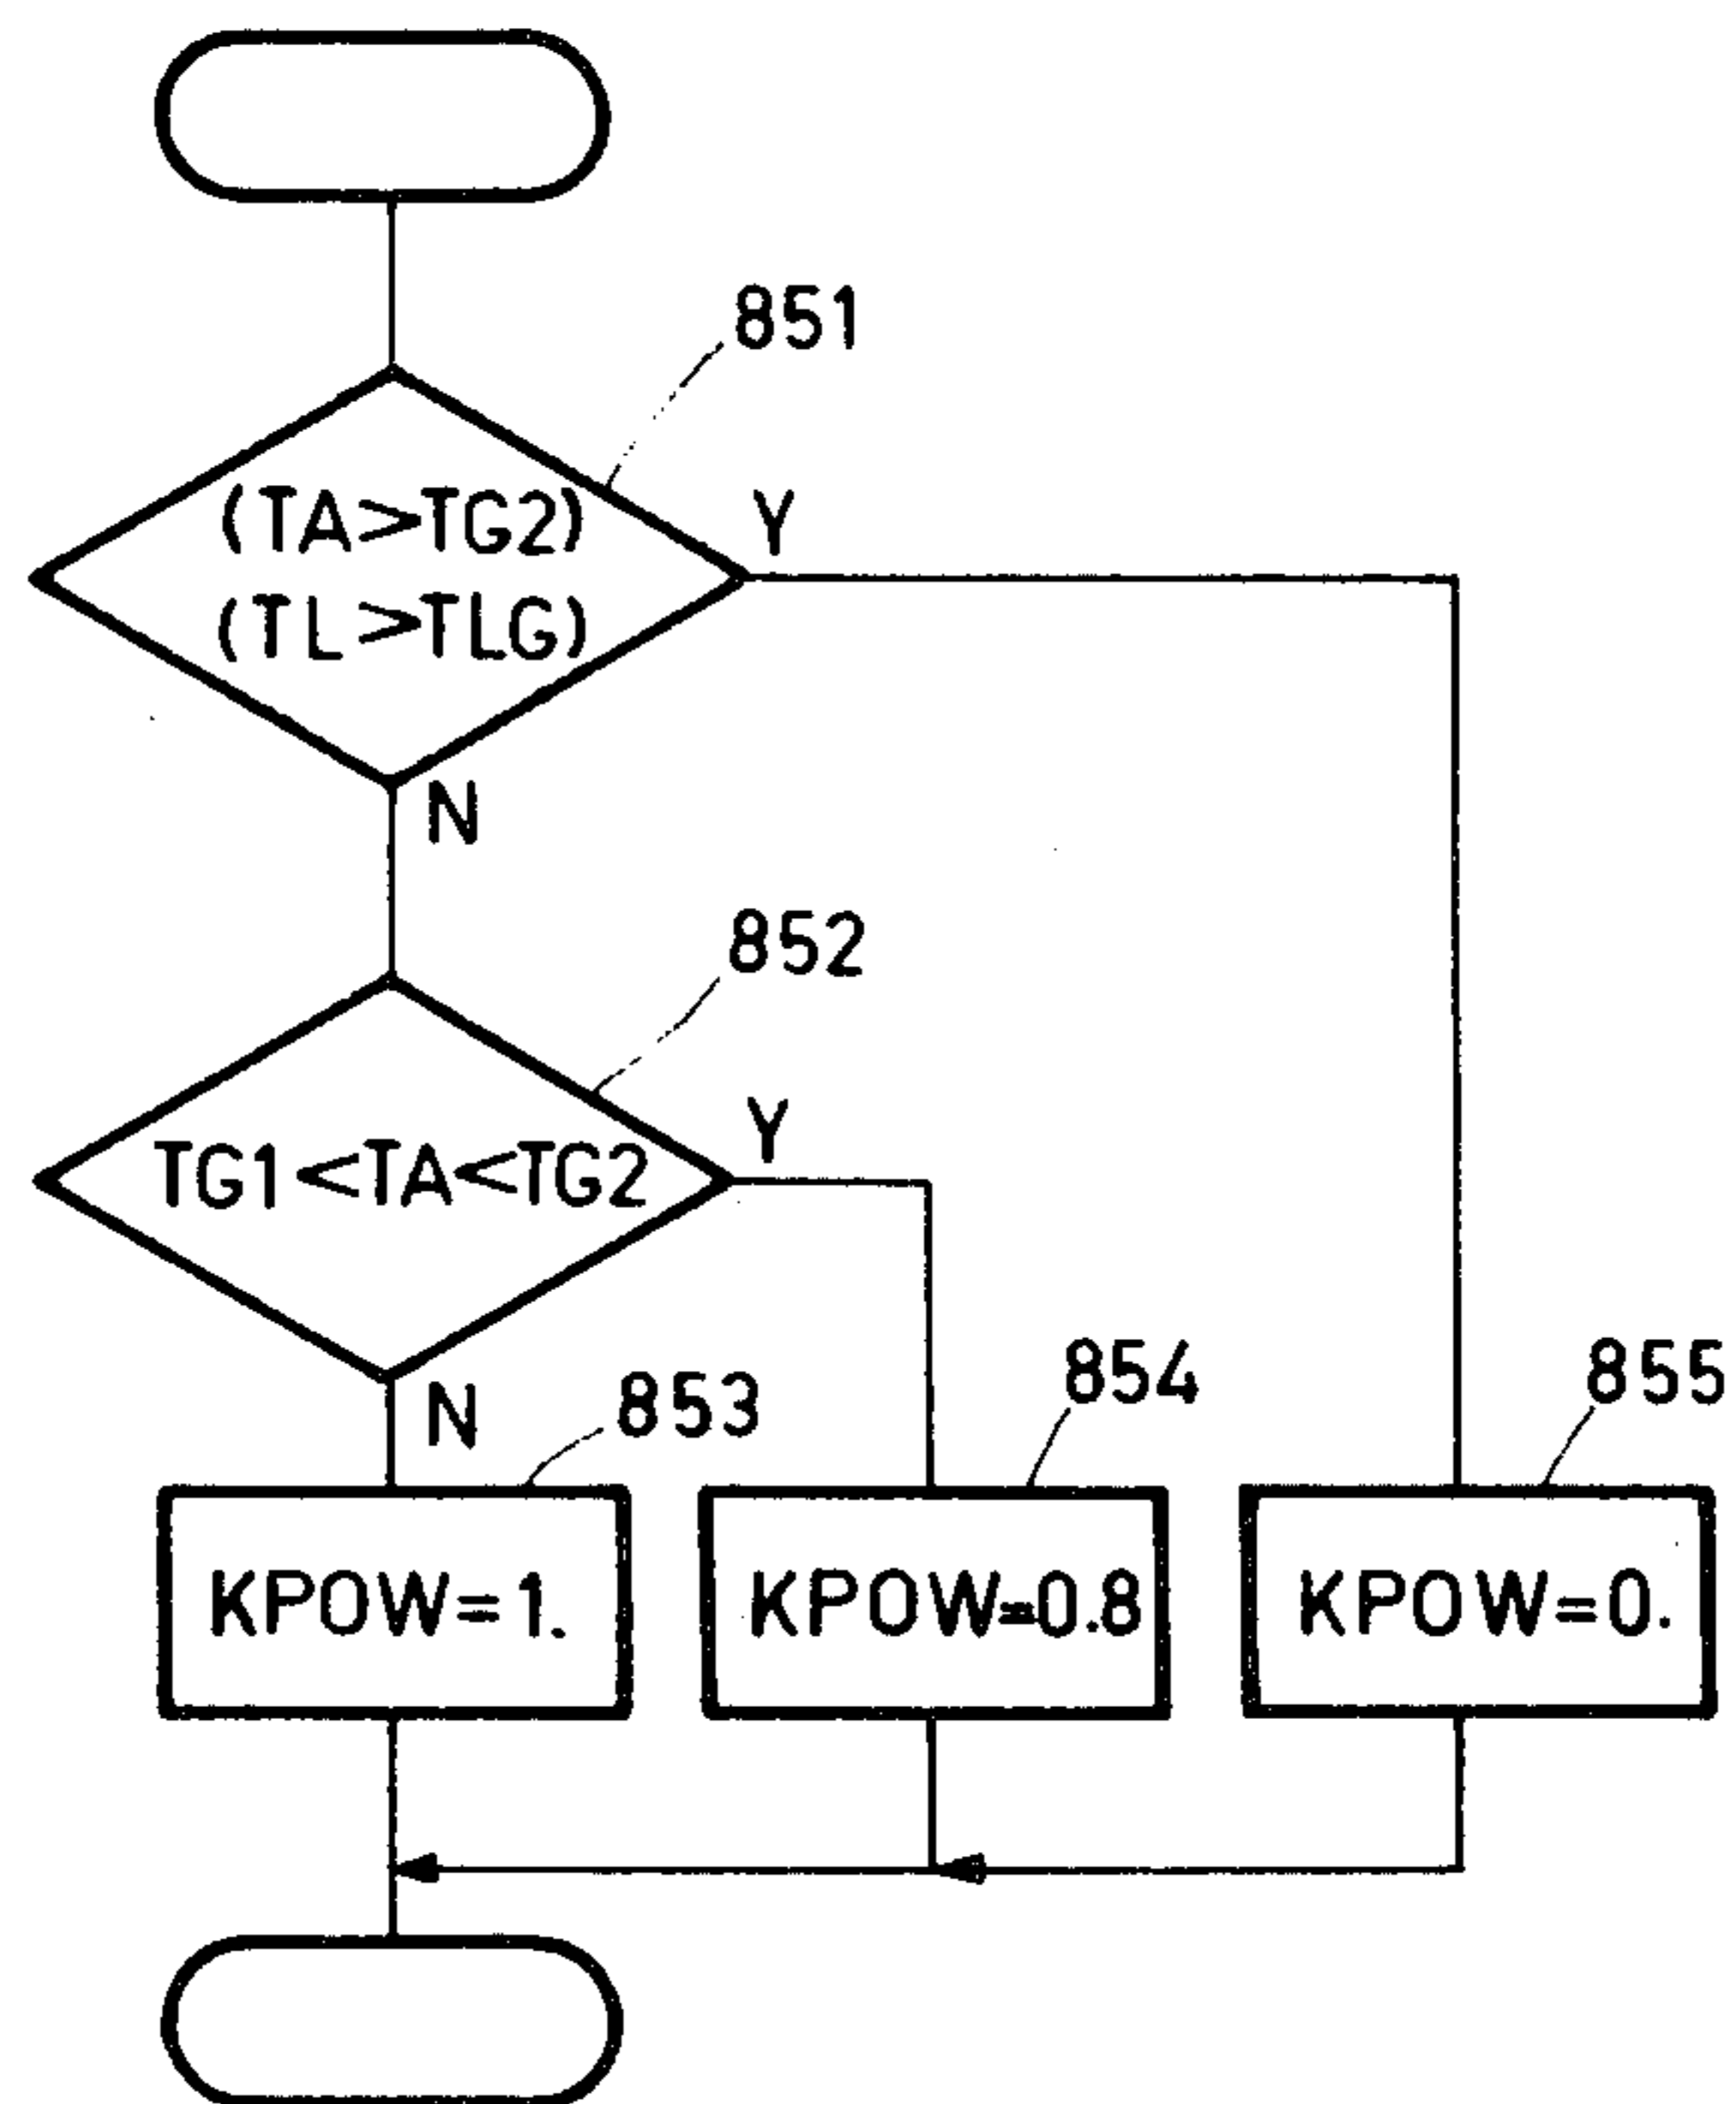 851
(TA>TG2)
Y
(TL>TLG)
N
852
TG1<TA<TG2
Y
N
853
854
855
KPOW=1.
KPOW=0.8
KPOW=0.